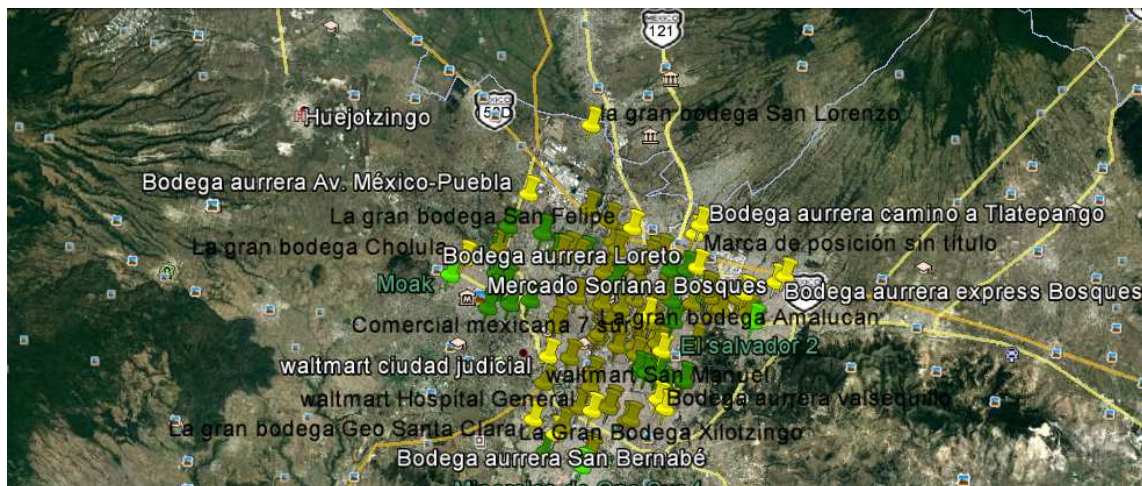 MEXICO
121
la gran bodega San Lorenzo
MEXICO
Huejotzingo
Bodega aurrera Av. México-Puebla
La gran bodega San Felipe
Bodega aurrera camino a Tlatepango
La gran bodega Cholula
Marca de posición sin título
Bodega aurrera Loreto
Moak
Mercado Soriana Bosques
Bodega aurrera express Bosques
Comercial mexicana 7 sur
La gran bodega Amalucan
El salvador 2
waltmart ciudad judicial
waltmart San Manuel
waltmart Hospital General
Bodega aurrera valsequillo
La gran bodega Geo Santa Clara
La Gran Bodega Xilotzingo
Bodega aurrera San Bernabé